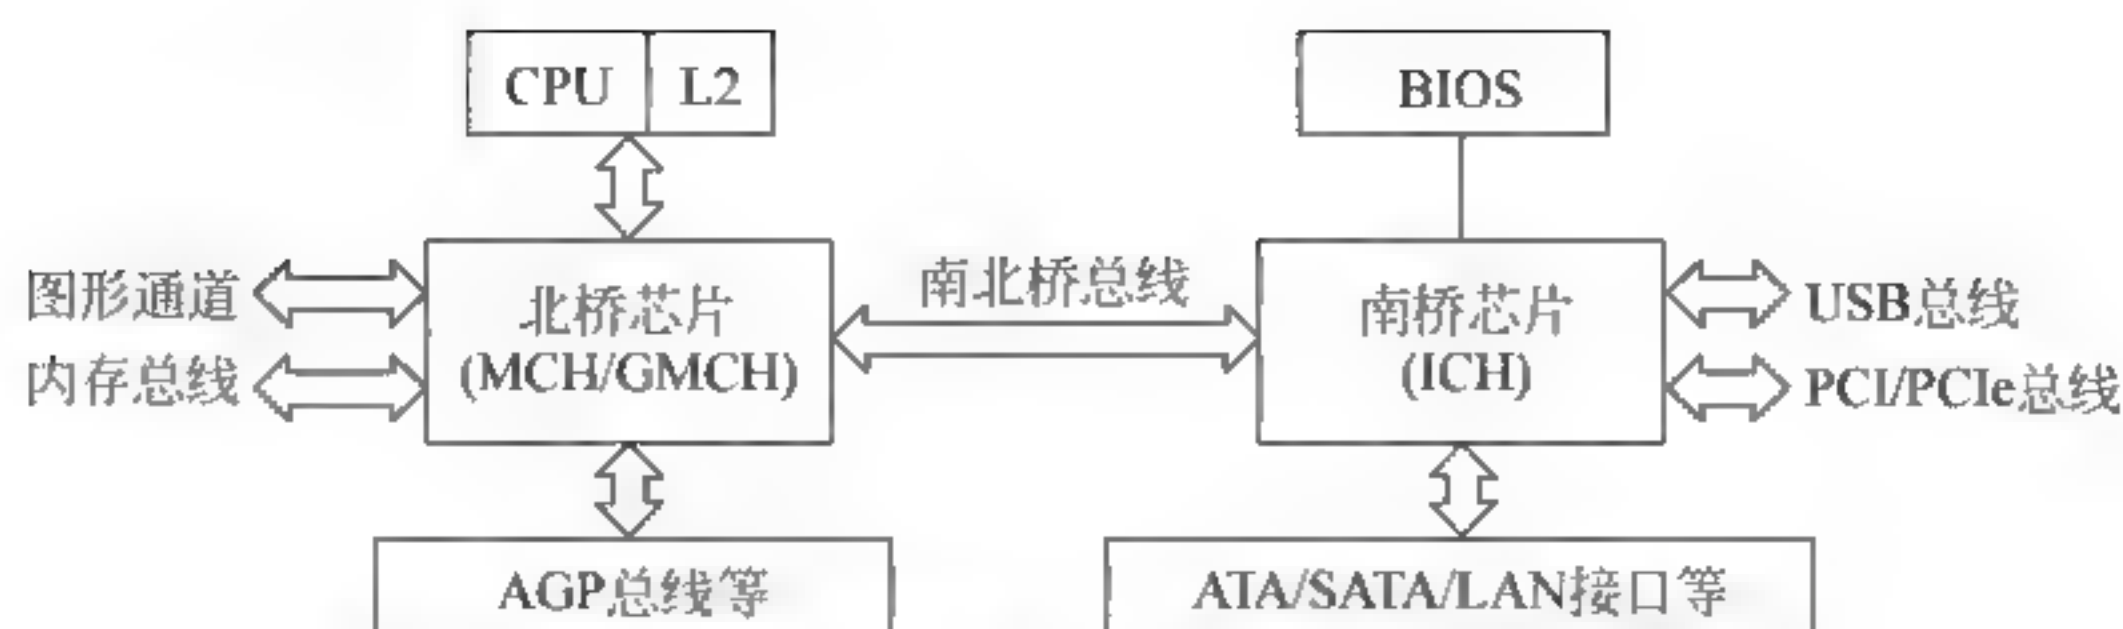 CPU
L2
BIOS
图形通道
内存总线
北桥芯片
(MCH/GMCH)
南北桥总线
南桥芯片
(ICH)
USB总线
PCI/PCIe总线
AGP总线等
ATA/SATA/LAN接口等